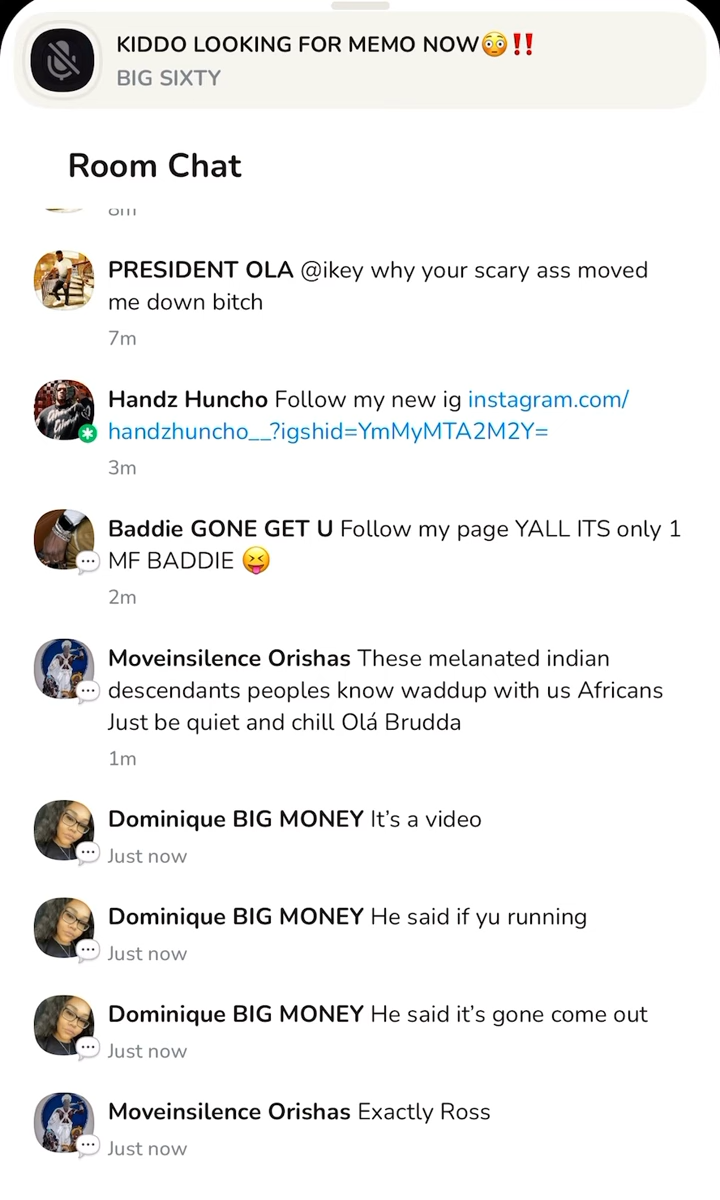 KIDDO LOOKING FOR MEMO NOW😳‼️
BIG SIXTY
Room Chat
8m
PRESIDENT OLA @ikey why your scary ass moved
me down bitch
7m
Handz Huncho Follow my new ig instagram.com/
handzhuncho__?igshid=YmMyMTA2M2Y=
3m
Baddie GONE GET U Follow my page YALL ITS only 1
MF BADDIE 😝
2m
Moveinsilence Orishas These melanated indian
descendants peoples know waddup with us Africans
Just be quiet and chill Olá Brudda
1m
Dominique BIG MONEY It’s a video
Just now
Dominique BIG MONEY He said if yu running
Just now
Dominique BIG MONEY He said it’s gone come out
Just now
Moveinsilence Orishas Exactly Ross
Just now